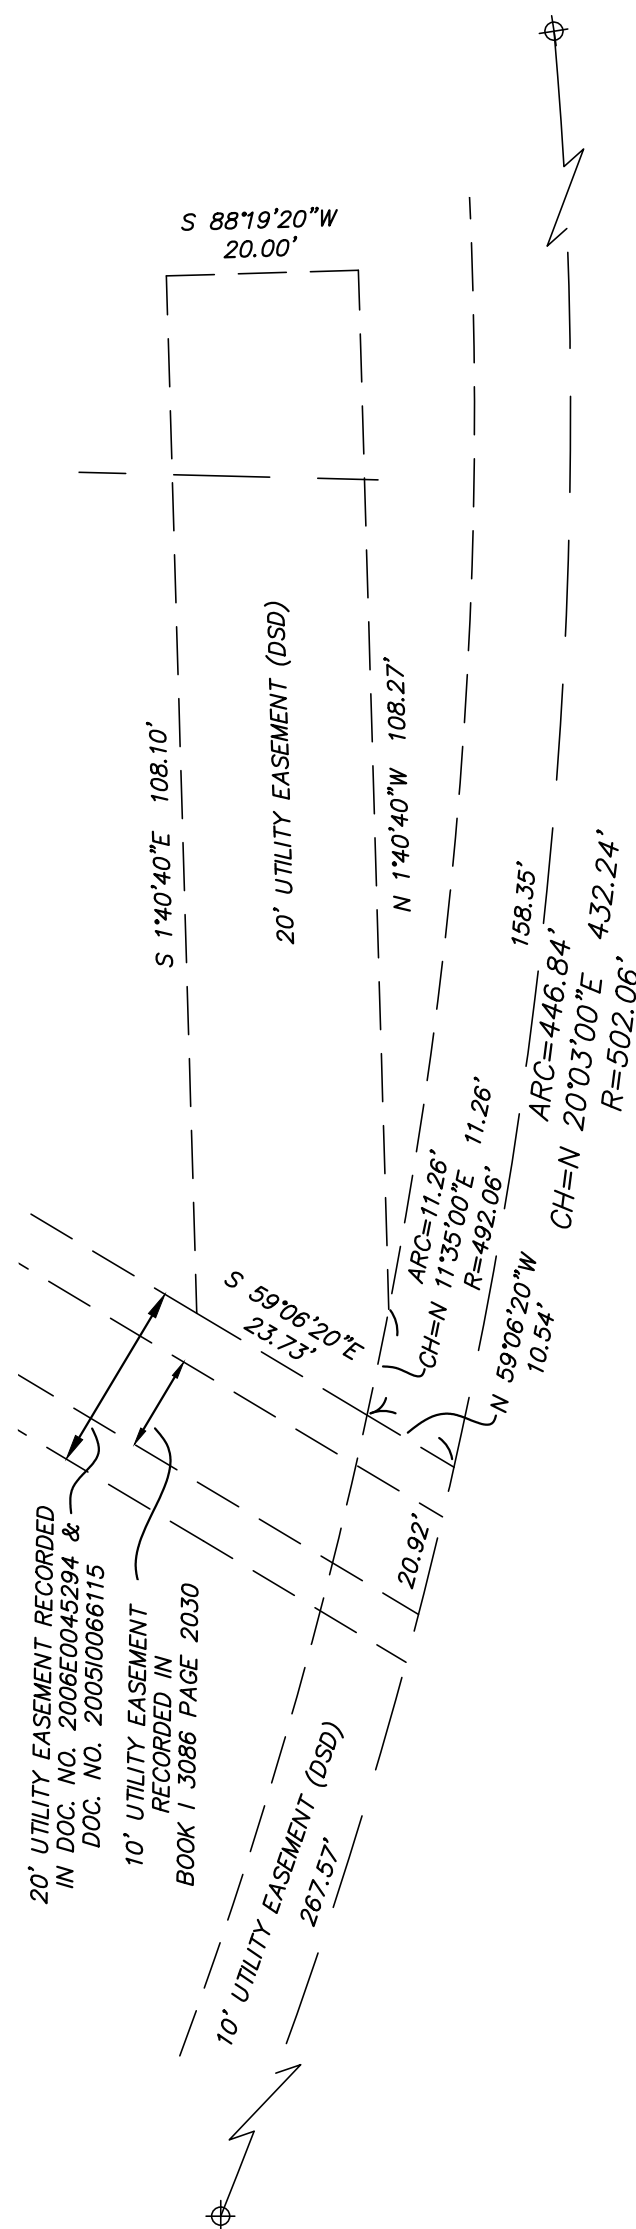 S 88°19'20"W
20.00'
S 1°40'40"E 108.10'
20' UTILITY EASEMENT (DSD)
N 1°40'40"W 108.27'
158.35'
ARC=446.84'
CH=N 20°03'00"E 432.24'
R=502.06'
ARC=11.26'
CH=N 11°35'00"E 11.26'
R=492.06'
S 59°06'20"E
23.73'
N 59°06'20"W
10.54'
20.92'
20' UTILITY EASEMENT RECORDED
IN DOC. NO. 2006E0045294 &
DOC. NO. 2005I0066115
10' UTILITY EASEMENT
RECORDED IN
BOOK I 3086 PAGE 2030
10' UTILITY EASEMENT (DSD)
267.57'